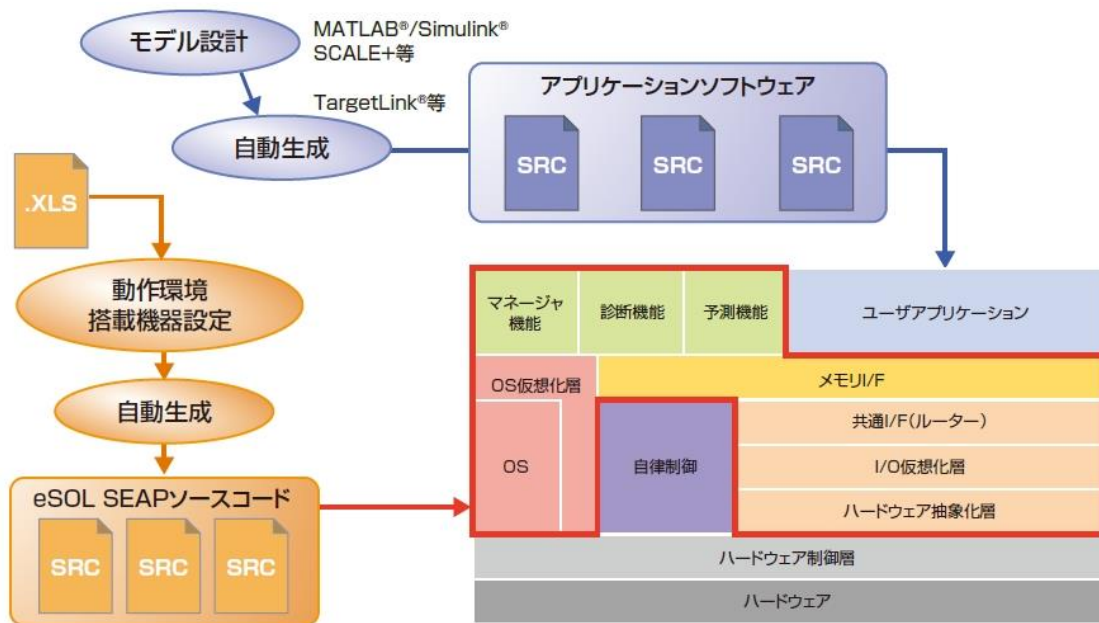 モデル設計
MATLAB®/Simulink®
SCALE+等
TargetLink®等
自動生成
アプリケーションソフトウェア
SRC
SRC
SRC
.XLS
動作環境
搭載機器設定
自動生成
eSOL SEAPソースコード
SRC
SRC
SRC
マネージャ
機能
診断機能
予測機能
ユーザアプリケーション
OS仮想化層
メモリI/F
OS
自律制御
共通I/F(ルーター)
I/O仮想化層
ハードウェア抽象化層
ハードウェア制御層
ハードウェア